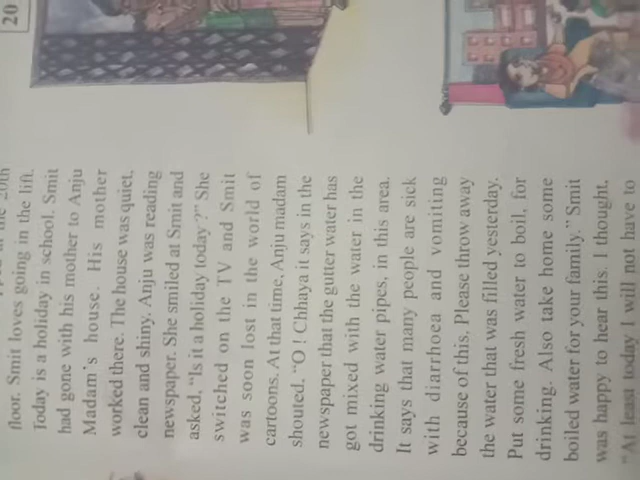 20
20th
floor. Smit loves going in the lift.
Today is a holiday in school. Smit
had gone with his mother to Anju
Madam's house. His mother
worked there. The house was quiet,
clean and shiny. Anju was reading
newspaper. She smiled at Smit and
asked, "Is it a holiday today ?" She
switched on the TV and Smit
was soon lost in the world of
cartoons. At that time, Anju madam
shouted. "O ! Chhaya it says in the
newspaper that the gutter water has
got mixed with the water in the
drinking water pipes, in this area.
It says that many people are sick
with diarrhoea and vomiting
because of this. Please throw away
the water that was filled yesterday.
Put some fresh water to boil, for
drinking. Also take home some
boiled water for your family." Smit
was happy to hear this. I thought,
"At least today I will not have to